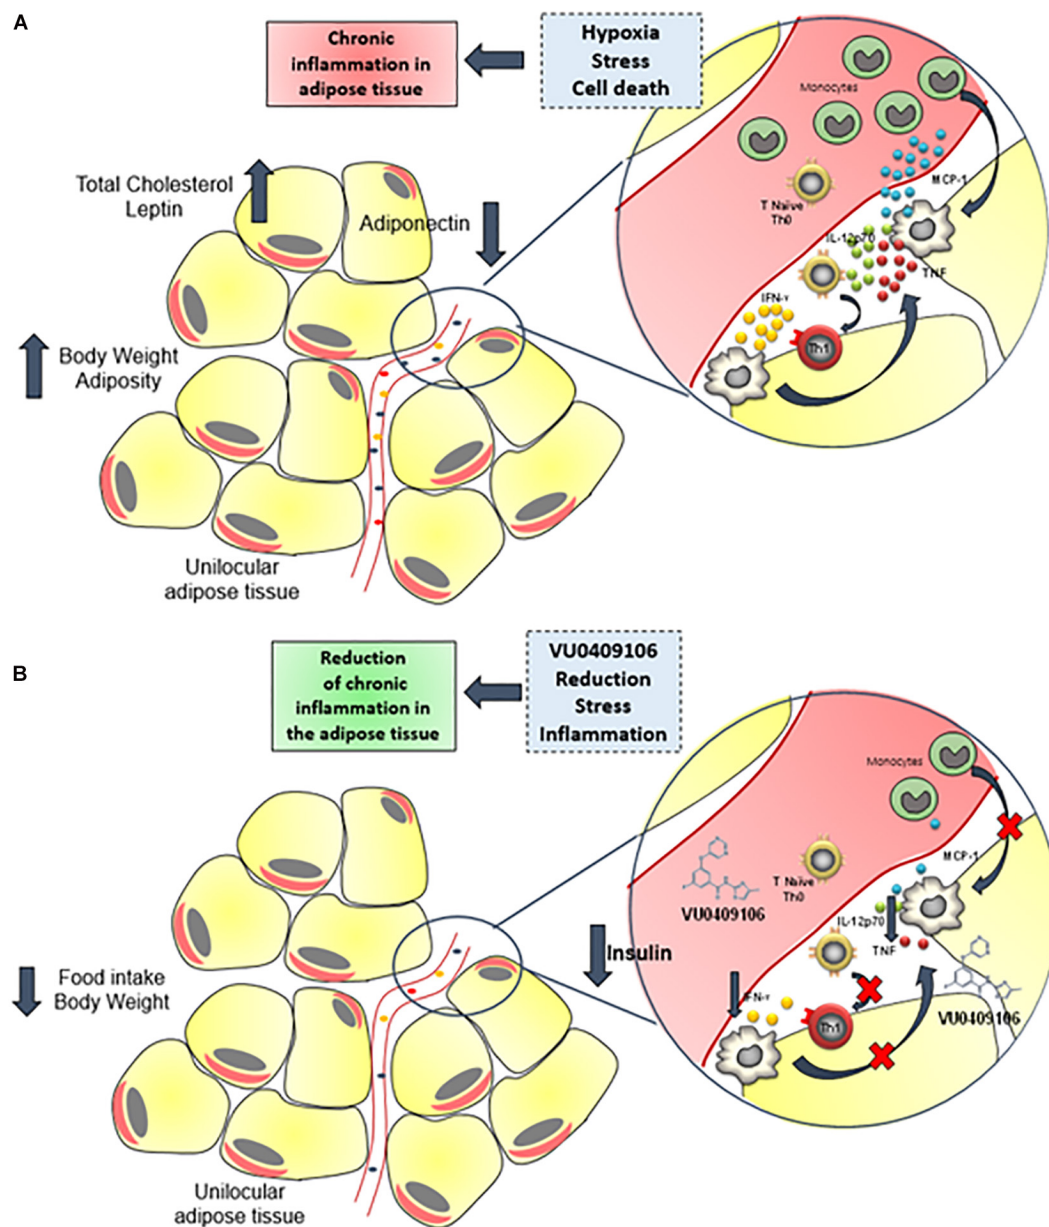 A
Chronic
inflammation in
adipose tissue
Hypoxia
Stress
Cell death
Monocytes
Total Cholesterol
Leptin
Adiponectin
MCP-1
T Naïve
Th0
IL-12p70
TNF
IFN-γ
Th1
Body Weight
Adiposity
Unilocular
adipose tissue
B
Reduction
of chronic
inflammation in
the adipose tissue
VU0409106
Reduction
Stress
Inflammation
Monocytes
MCP-1
T Naïve
Th0
VU0409106
IL-12p70
TNF
Insulin
IFN-γ
Th1
VU0409106
Food intake
Body Weight
Unilocular
adipose tissue